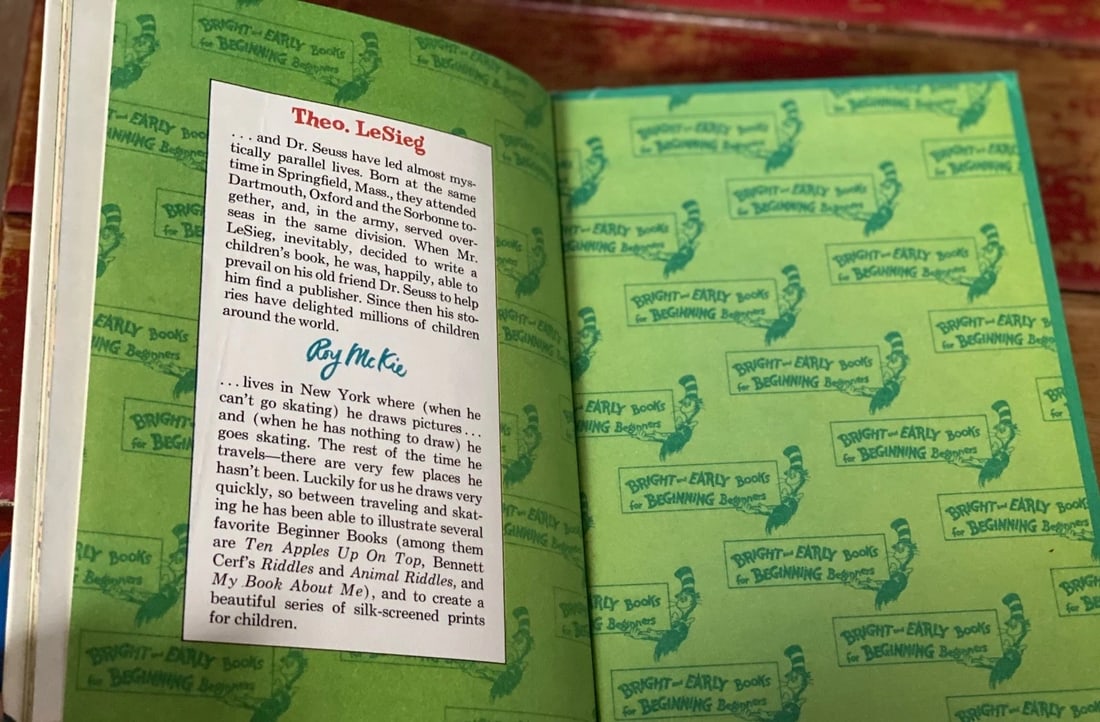 Theo. LeSieg
. . . and Dr. Seuss have led almost mys-
tically parallel lives. Born at the same
time in Springfield, Mass., they attended
Dartmouth, Oxford and the Sorbonne to-
gether, and, in the army, served over-
seas in the same division. When Mr.
LeSieg, inevitably, decided to write a
children's book, he was, happily, able to
prevail on his old friend Dr. Seuss to help
him find a publisher. Since then his sto-
ries have delighted millions of children
around the world.
Roy McKie
. . . lives in New York where (when he
can't go skating) he draws pictures . . .
and (when he has nothing to draw) he
goes skating. The rest of the time he
travels—there are very few places he
hasn't been. Luckily for us he draws very
quickly, so between traveling and skat-
ing he has been able to illustrate several
favorite Beginner Books (among them
are Ten Apples Up On Top, Bennett
Cerf's Riddles and Animal Riddles, and
My Book About Me), and to create a
beautiful series of silk-screened prints
for children.
BRIGHT and EARLY BOOKS
for BEGINNING Beginners